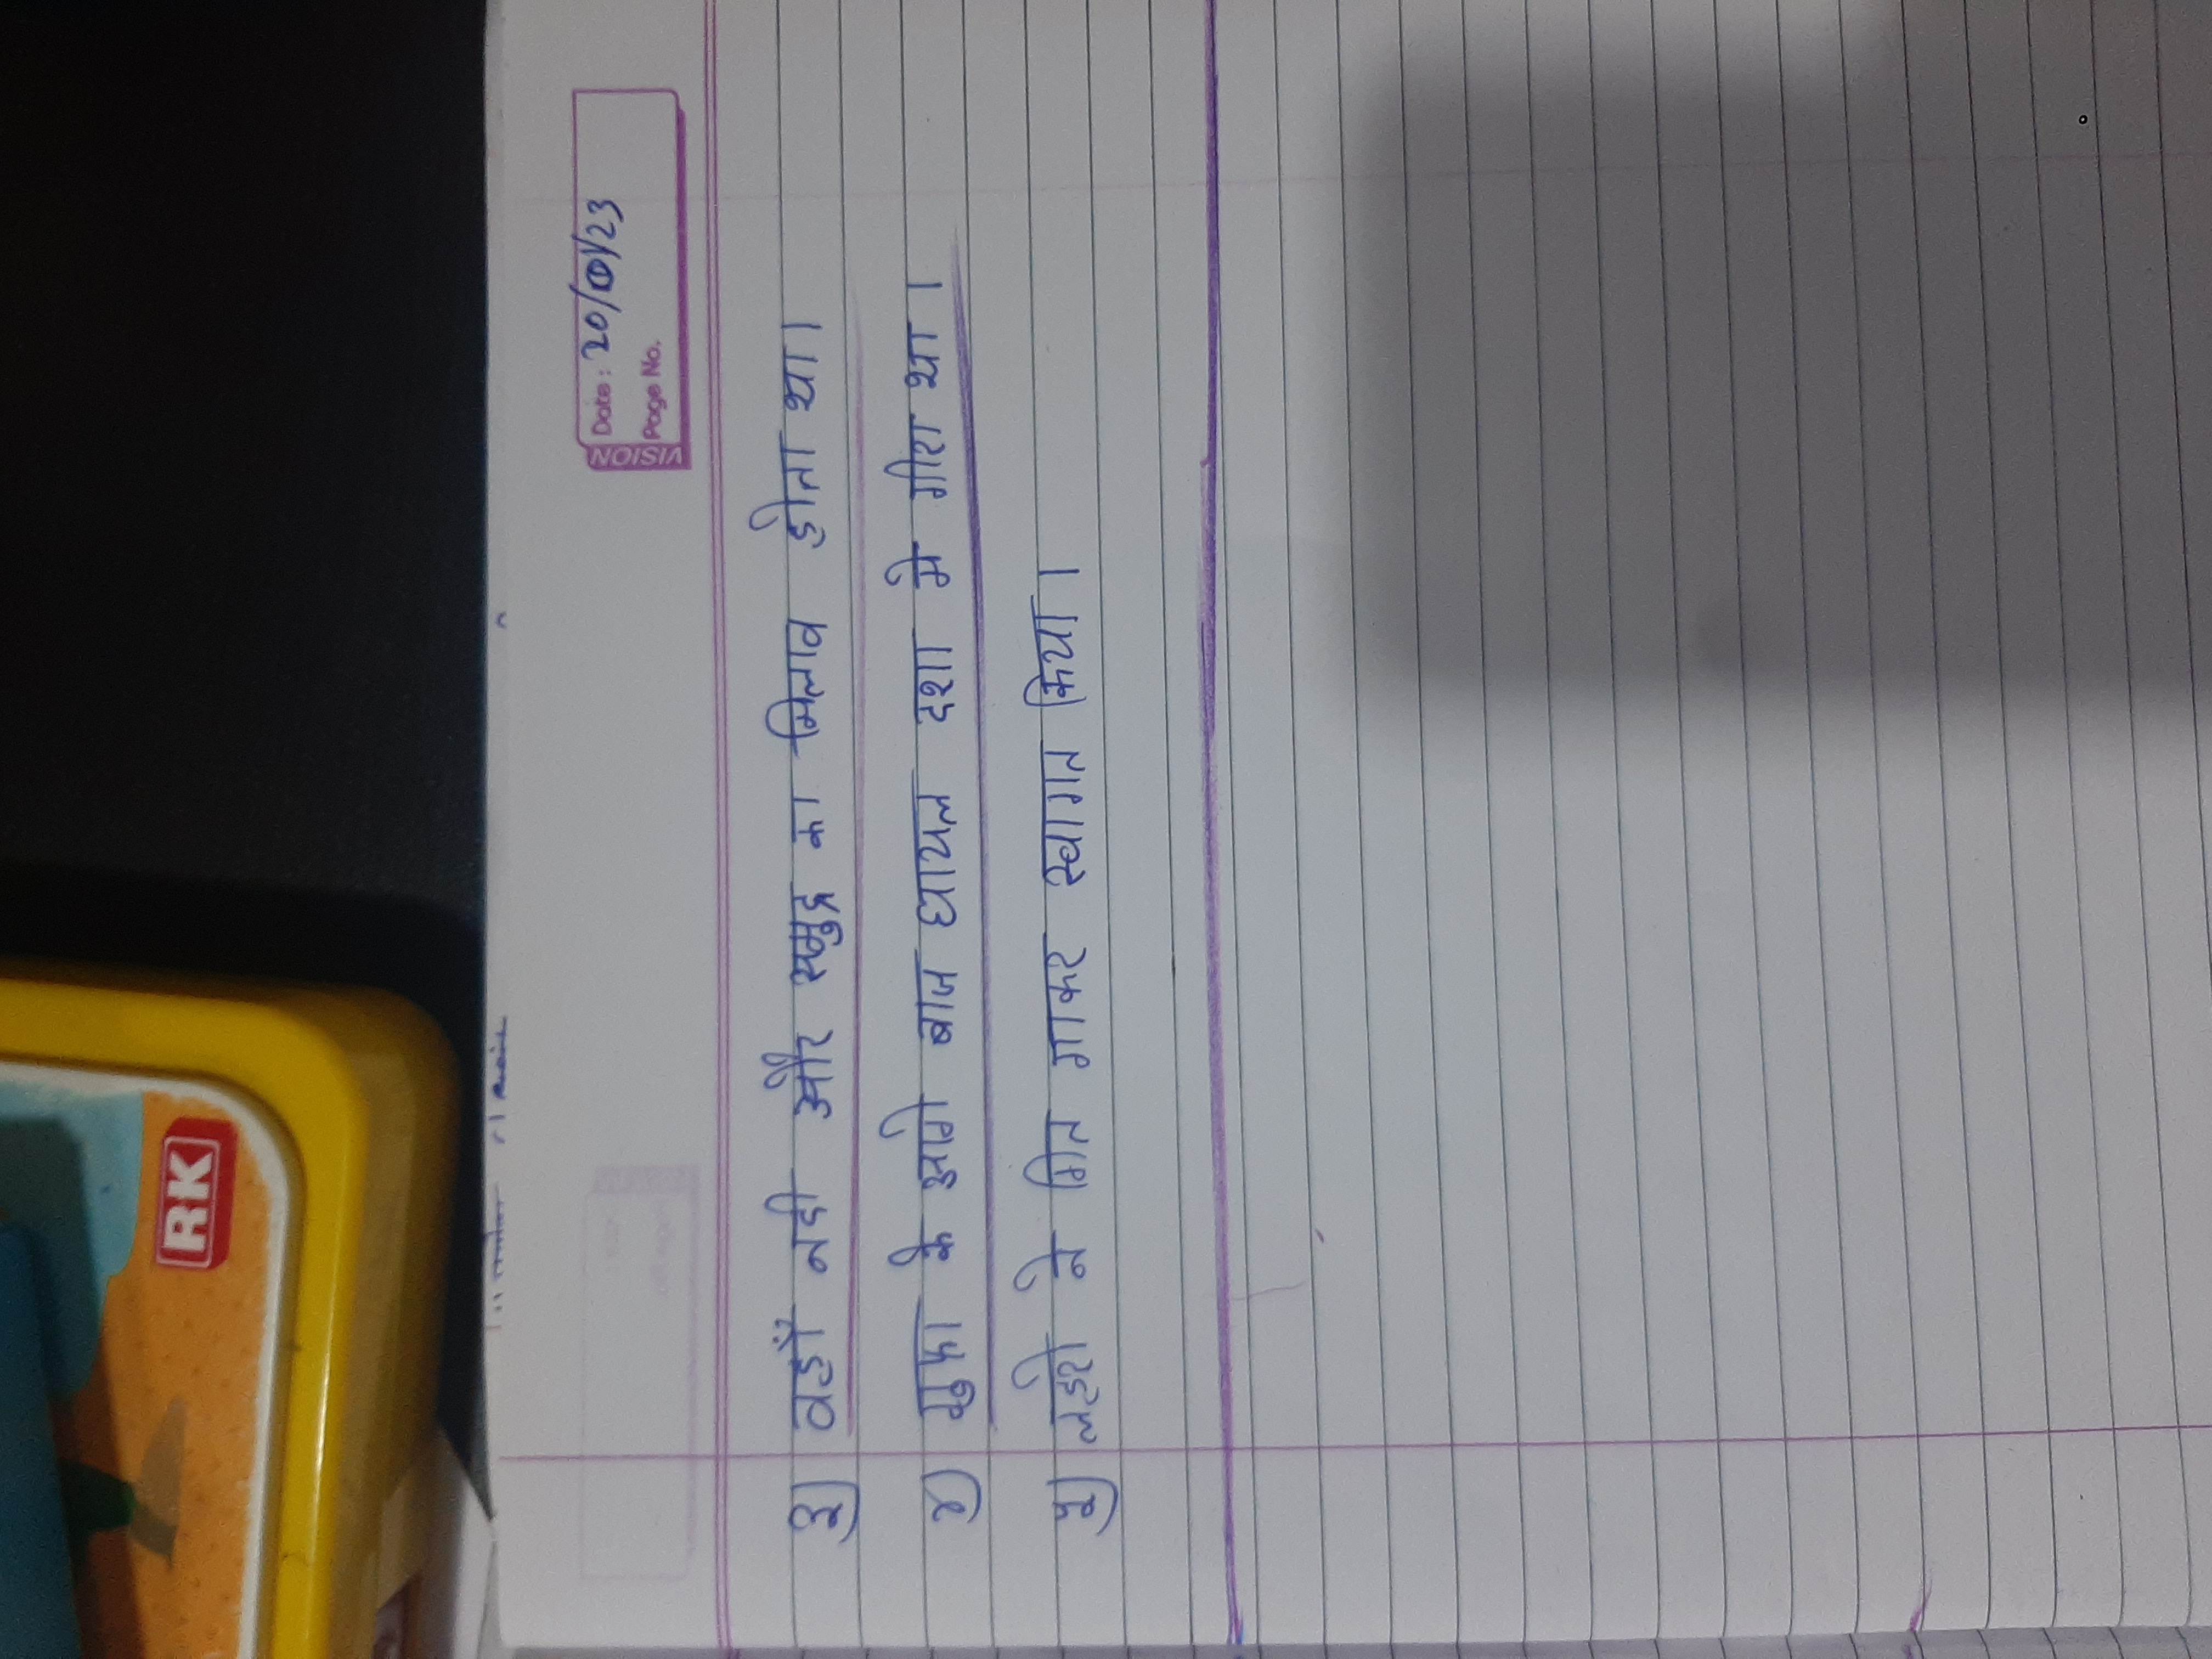 RK
VISION
Date: 20/01/23
Page No.
३) वहाँ नदी और समुद्र का मिलाव होता था।
४) गुफा के आगे बाज घायल दशा मे गीरा था।
५) लहरो ने गित गाकर स्वागत किया।